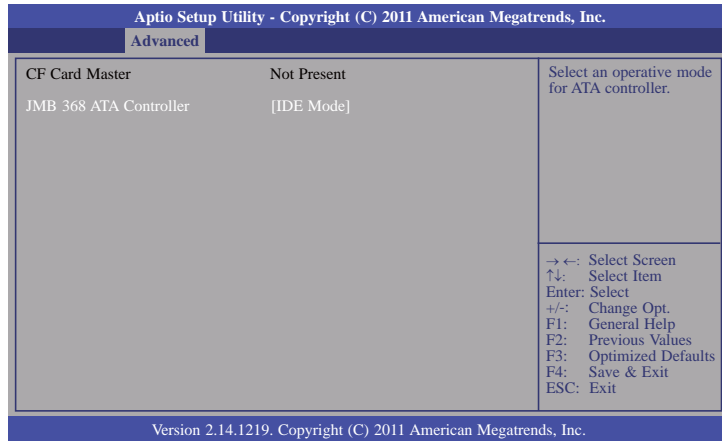 Aptio Setup Utility - Copyright (C) 2011 American Megatrends, Inc.
Advanced
CF Card Master Not Present
JMB 368 ATA Controller [IDE Mode]
Select an operative mode
for ATA controller.
→ ←: Select Screen
↑↓: Select Item
Enter: Select
+/-: Change Opt.
F1: General Help
F2: Previous Values
F3: Optimized Defaults
F4: Save & Exit
ESC: Exit
Version 2.14.1219. Copyright (C) 2011 American Megatrends, Inc.